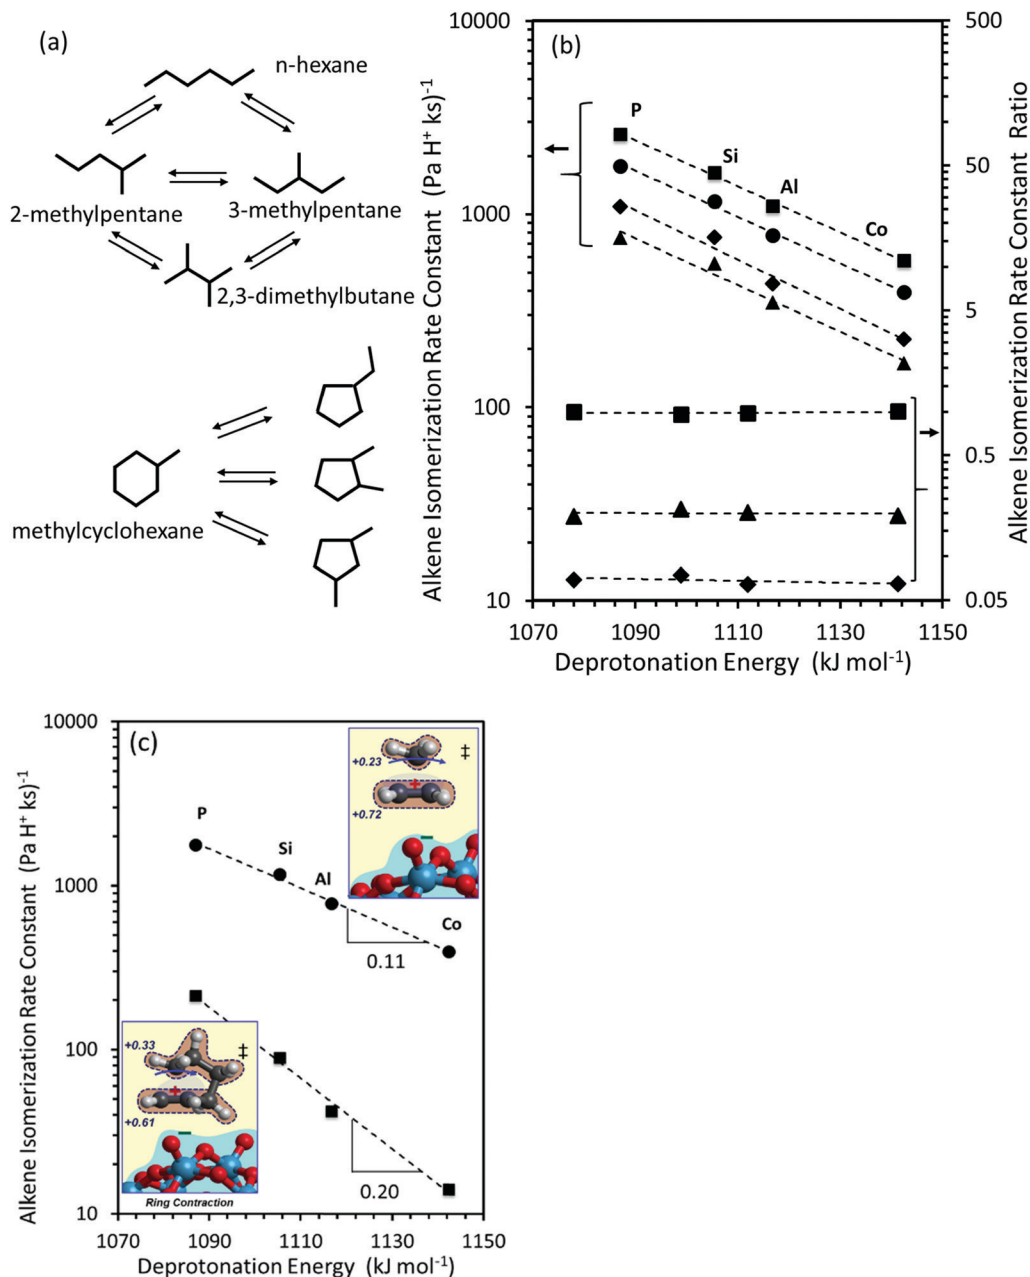 (a)
n-hexane
2-methylpentane
3-methylpentane
2,3-dimethylbutane
methylcyclohexane
(b)
Alkene Isomerization Rate Constant (Pa H⁺ ks)⁻¹
10000
1000
100
10
P
Si
Al
Co
500
50
5
0.5
0.05
Alkene Isomerization Rate Constant Ratio
1070 1090 1110 1130 1150
Deprotonation Energy (kJ mol⁻¹)
(c)
Alkene Isomerization Rate Constant (Pa H⁺ ks)⁻¹
10000
1000
100
10
P
Si
Al
Co
0.11
0.20
+0.23
‡
+
+0.72
−
+0.33
‡
+
+0.61
−
Ring Contraction
1070 1090 1110 1130 1150
Deprotonation Energy (kJ mol⁻¹)